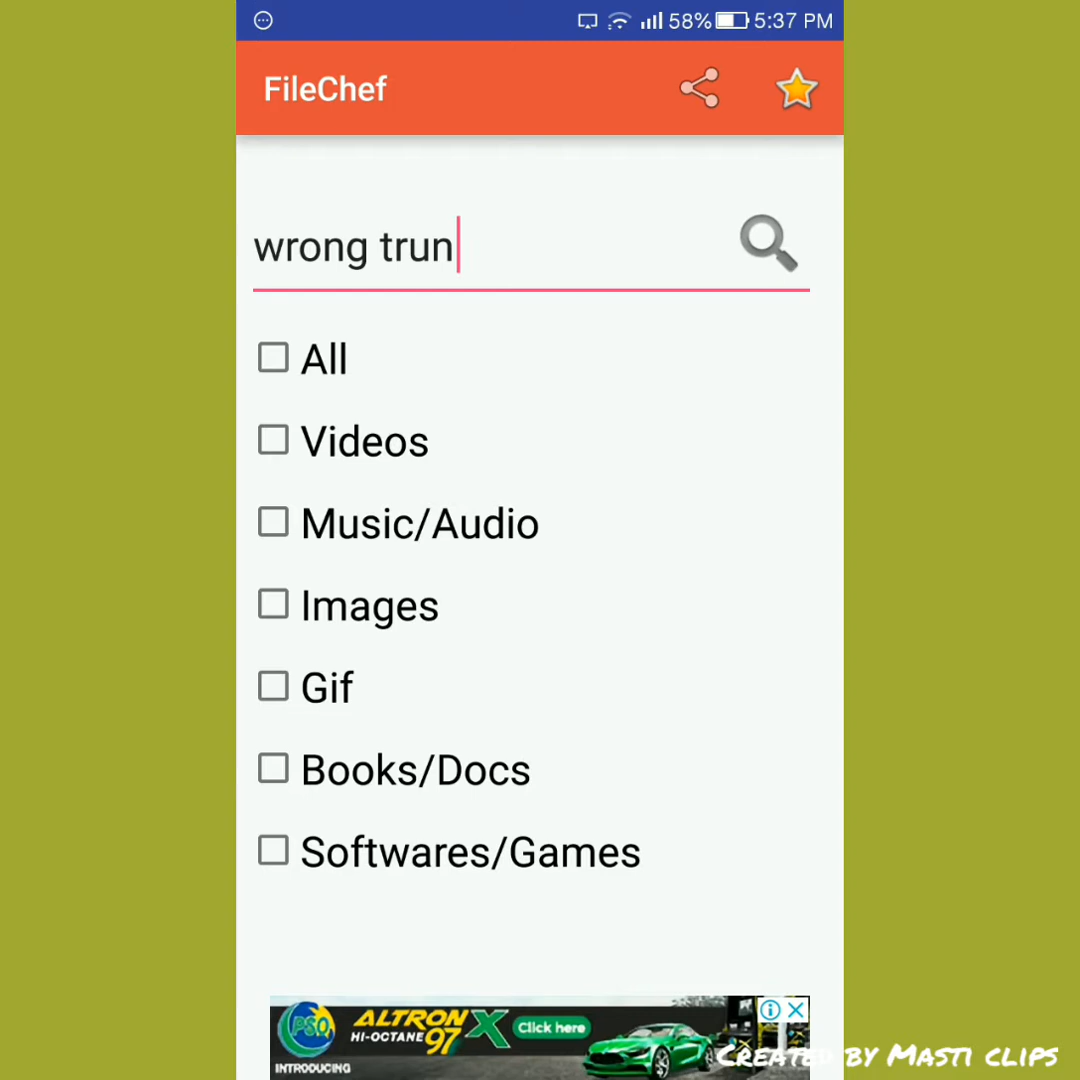 58% 5:37 PM
FileChef
wrong trun
All
Videos
Music/Audio
Images
Gif
Books/Docs
Softwares/Games
PSO ALTRON X Click here
HI-OCTANE 97
INTRODUCING
CREATED BY MASTI CLIPS